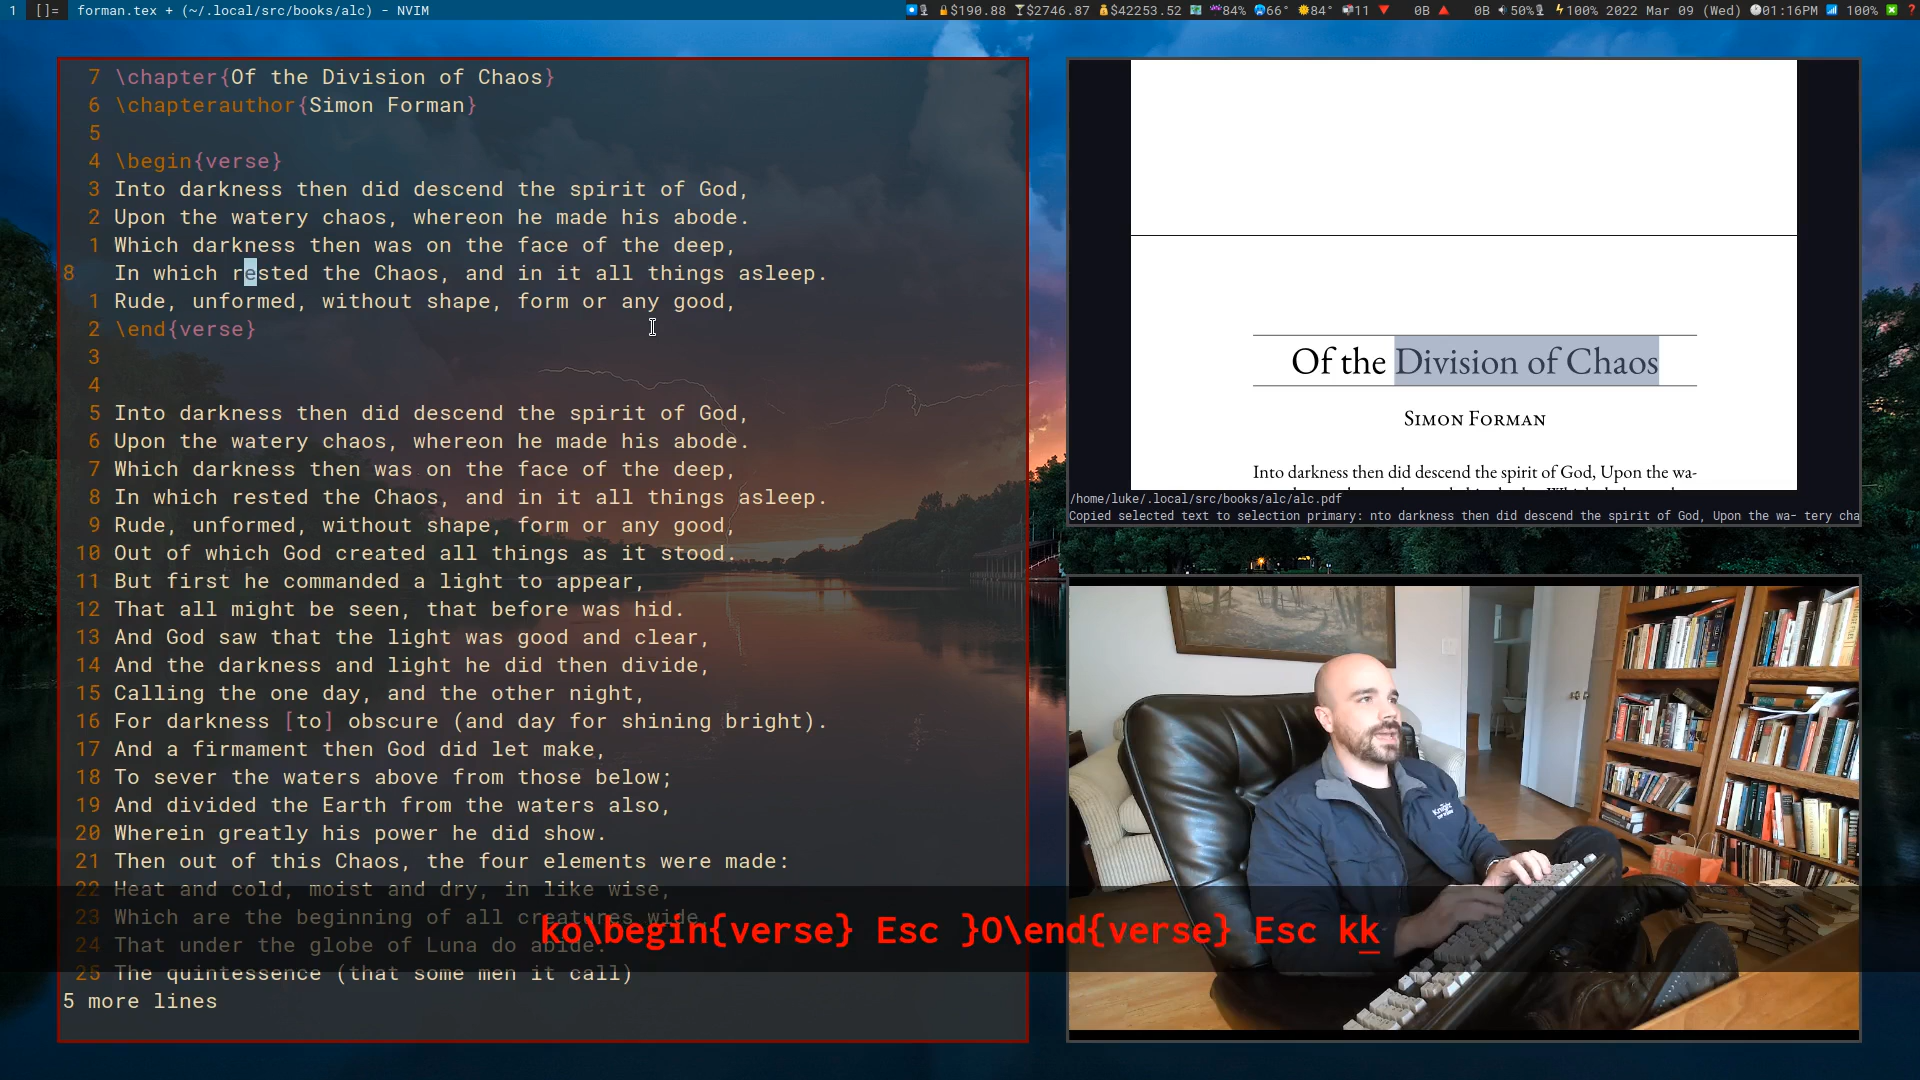 1 []= forman.tex + (~/.local/src/books/alc) - NVIM
$190.88 $2746.87 $42253.52 84% 66° 84° 11 0B 0B 50% 100% 2022 Mar 09 (Wed) 01:16PM 100% ?
7 \chapter{Of the Division of Chaos}
6 \chapterauthor{Simon Forman}
5
4 \begin{verse}
3 Into darkness then did descend the spirit of God,
2 Upon the watery chaos, whereon he made his abode.
1 Which darkness then was on the face of the deep,
8 In which rested the Chaos, and in it all things asleep.
1 Rude, unformed, without shape, form or any good,
2 \end{verse}
3
4
5 Into darkness then did descend the spirit of God,
6 Upon the watery chaos, whereon he made his abode.
7 Which darkness then was on the face of the deep,
8 In which rested the Chaos, and in it all things asleep.
9 Rude, unformed, without shape, form or any good,
10 Out of which God created all things as it stood.
11 But first he commanded a light to appear,
12 That all might be seen, that before was hid.
13 And God saw that the light was good and clear,
14 And the darkness and light he did then divide,
15 Calling the one day, and the other night,
16 For darkness [to] obscure (and day for shining bright).
17 And a firmament then God did let make,
18 To sever the waters above from those below;
19 And divided the Earth from the waters also,
20 Wherein greatly his power he did show.
21 Then out of this Chaos, the four elements were made:
22 Heat and cold, moist and dry, in like wise,
23 Which are the beginning of all creatures wide,
24 That under the globe of Luna do abide.
25 The quintessence (that some men it call)
5 more lines
ko\begin{verse} Esc }O\end{verse} Esc kk
Of the Division of Chaos
Simon Forman
Into darkness then did descend the spirit of God, Upon the wa-
/home/luke/.local/src/books/alc/alc.pdf
Copied selected text to selection primary: nto darkness then did descend the spirit of God, Upon the wa- tery cha